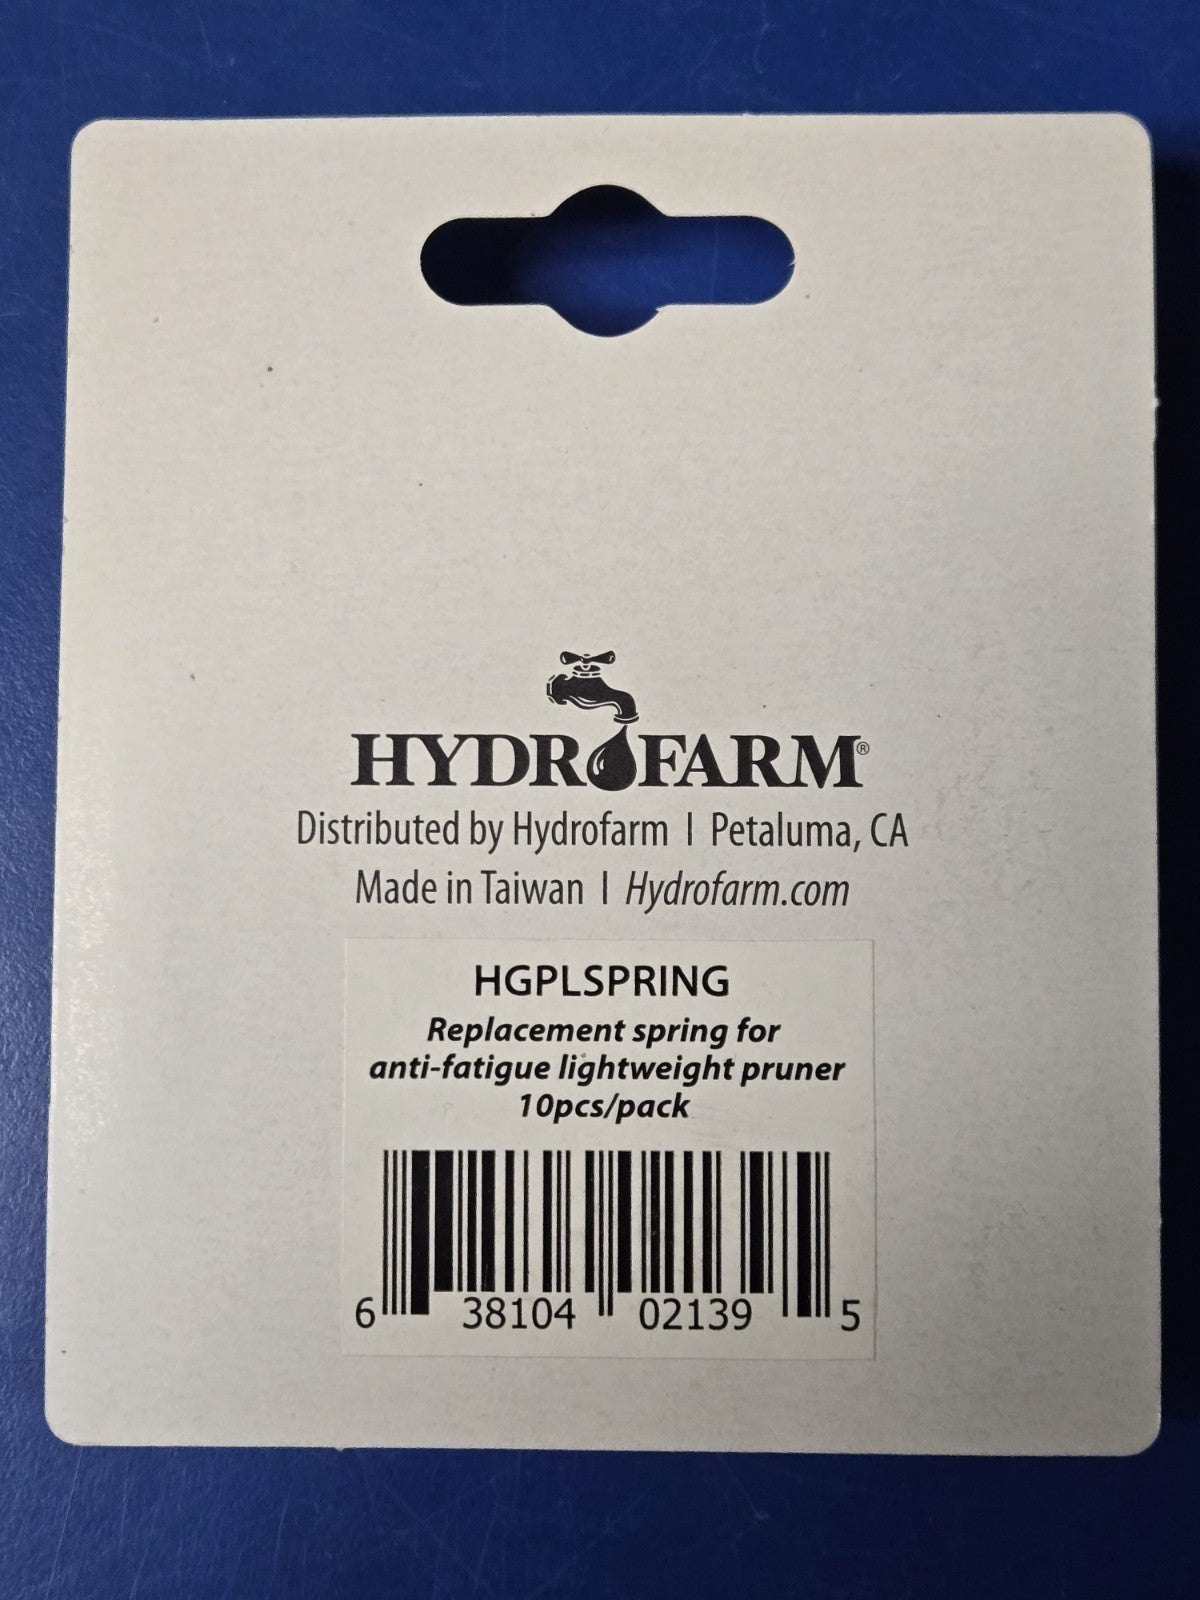 HYDROFARM®
Distributed by Hydrofarm | Petaluma, CA
Made in Taiwan | Hydrofarm.com
HGPLSPRING
Replacement spring for
anti-fatigue lightweight pruner
10pcs/pack
6 38104 02139 5